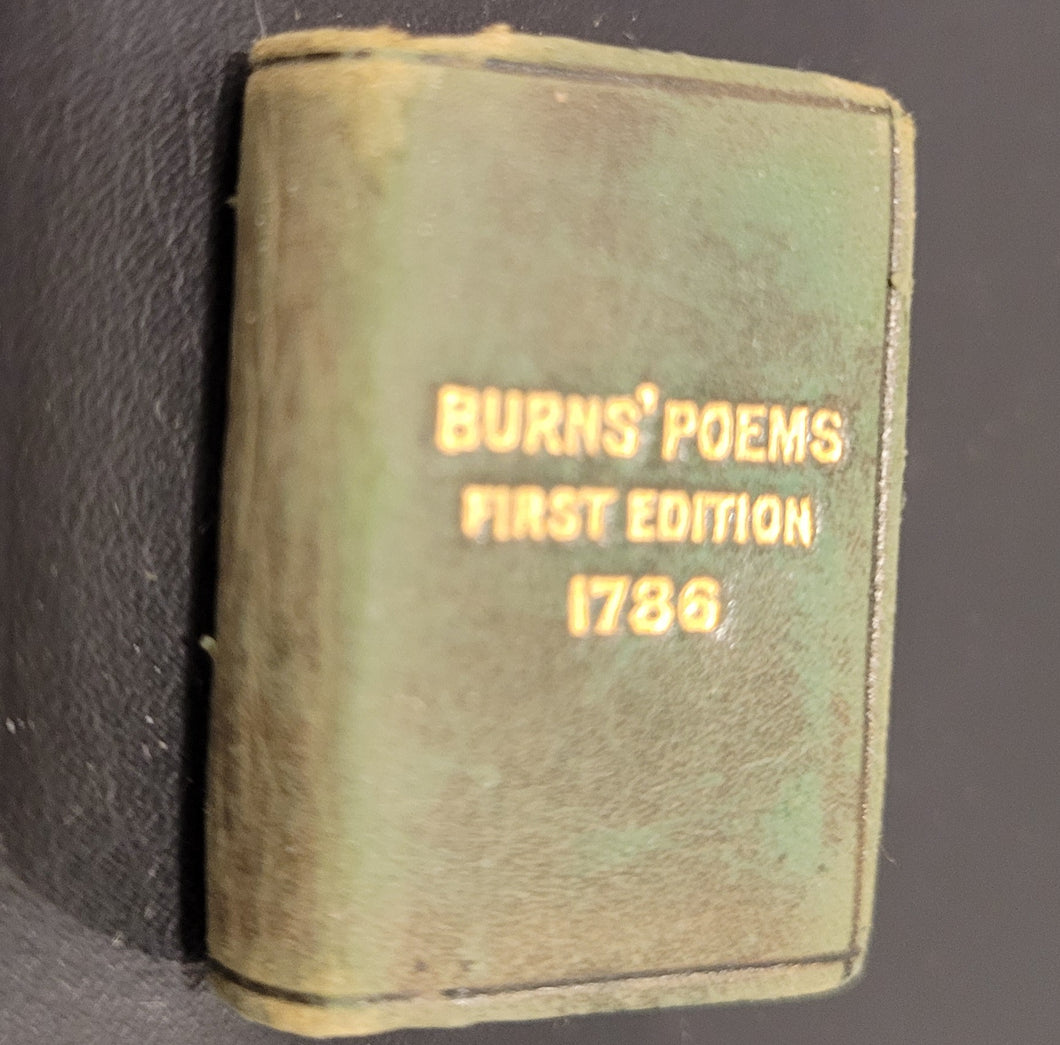 BURNS' POEMS
FIRST EDITION
1786